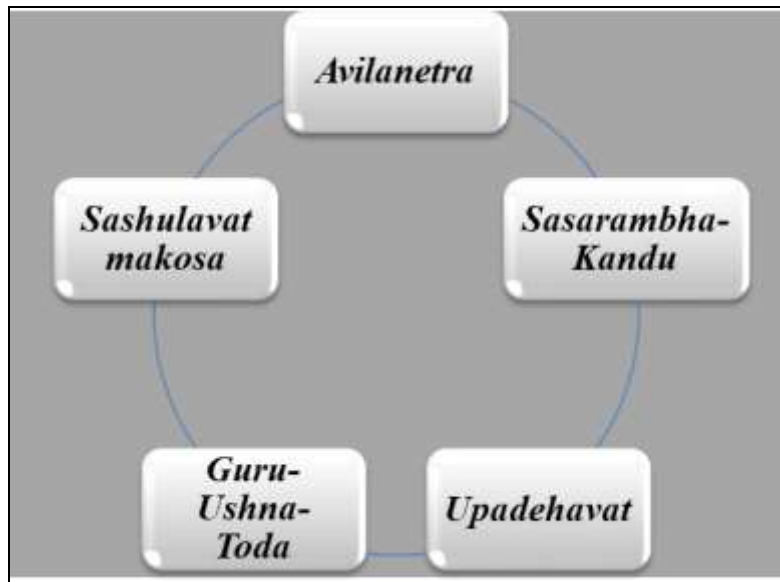 Avilanetra
Sasarambha-
Kandu
Upadehavat
Guru-
Ushna-
Toda
Sashulavat
makosa